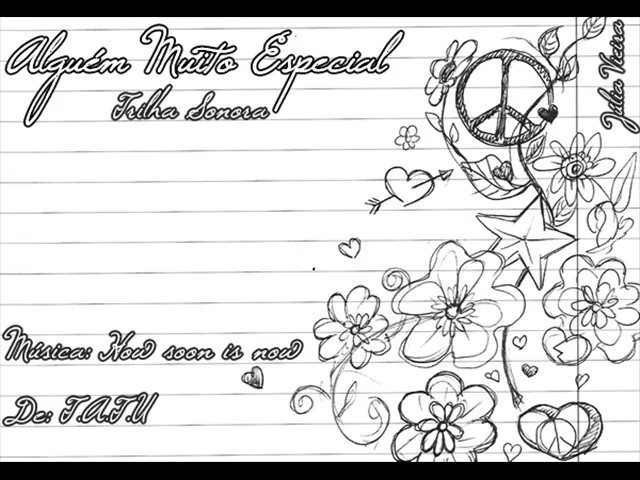 Alguém Muito Especial
Trilha Sonora
Júlia Vieira
Música: How soon is now
De: T.A.T.U